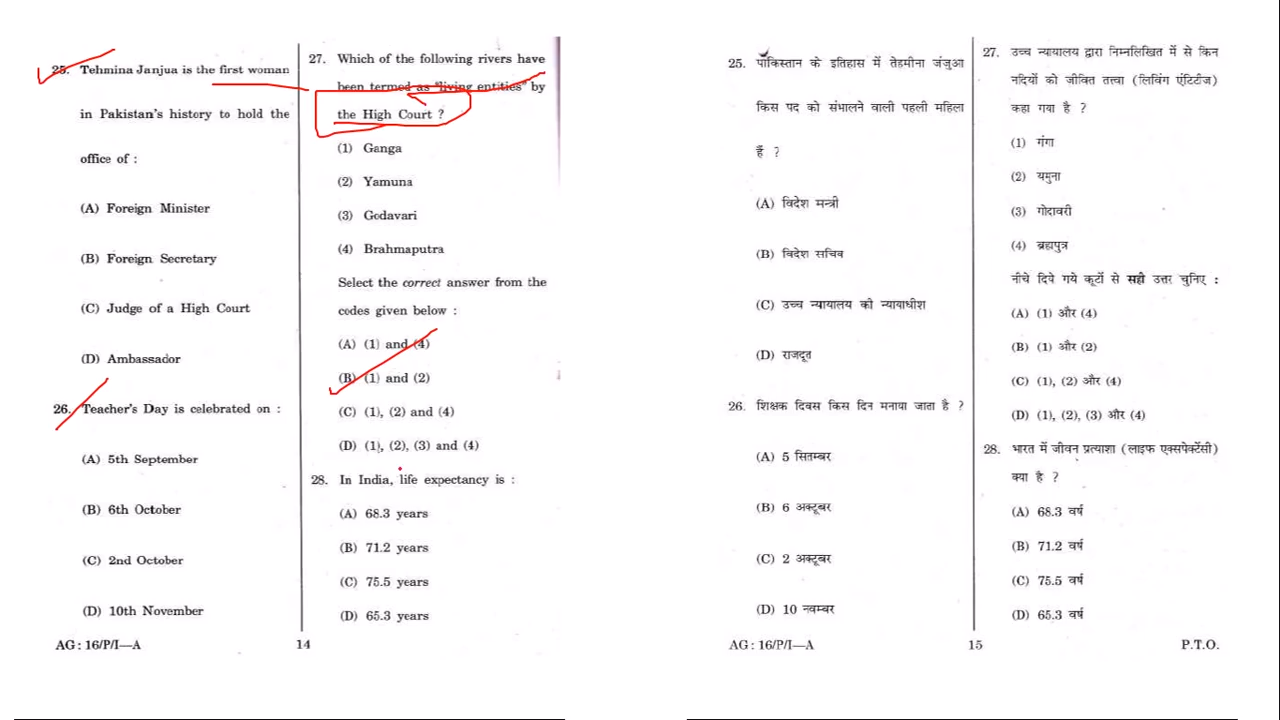 25. Tehmina Janjua is the first woman
in Pakistan's history to hold the
office of :
(A) Foreign Minister
(B) Foreign Secretary
(C) Judge of a High Court
(D) Ambassador
26. Teacher's Day is celebrated on :
(A) 5th September
(B) 6th October
(C) 2nd October
(D) 10th November
27. Which of the following rivers have
been termed as "living entities" by
the High Court ?
(1) Ganga
(2) Yamuna
(3) Godavari
(4) Brahmaputra
Select the correct answer from the
codes given below :
(A) (1) and (4)
(B) (1) and (2)
(C) (1), (2) and (4)
(D) (1), (2), (3) and (4)
28. In India, life expectancy is :
(A) 68.3 years
(B) 71.2 years
(C) 75.5 years
(D) 65.3 years
AG : 16/P/I—A
14
25. पाकिस्तान के इतिहास में तेहमीना जंजुआ
किस पद को संभालने वाली पहली महिला
हैं ?
(A) विदेश मन्त्री
(B) विदेश सचिव
(C) उच्च न्यायालय की न्यायाधीश
(D) राजदूत
26. शिक्षक दिवस किस दिन मनाया जाता है ?
(A) 5 सितम्बर
(B) 6 अक्टूबर
(C) 2 अक्टूबर
(D) 10 नवम्बर
27. उच्च न्यायालय द्वारा निम्नलिखित में से किन
नदियों को जीवित तत्त्वा (लिविंग एंटिटीज)
कहा गया है ?
(1) गंगा
(2) यमुना
(3) गोदावरी
(4) ब्रह्मपुत्र
नीचे दिये गये कूटों से सही उत्तर चुनिए :
(A) (1) और (4)
(B) (1) और (2)
(C) (1), (2) और (4)
(D) (1), (2), (3) और (4)
28. भारत में जीवन प्रत्याशा (लाइफ एक्सपेक्टेंसी)
क्या है ?
(A) 68.3 वर्ष
(B) 71.2 वर्ष
(C) 75.5 वर्ष
(D) 65.3 वर्ष
AG : 16/P/I—A
15
P.T.O.